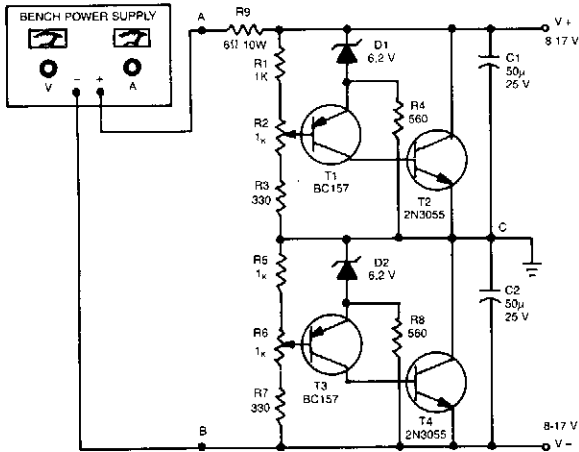 BENCH POWER SUPPLY
V
−
+
A
A
R9
6Ω 10W
R1
1K
R2
1K
R3
330
D1
6.2 V
R4
560
T1
BC157
T2
2N3055
C1
50μ
25 V
V +
8-17 V
C
R5
1K
R6
1K
R7
330
D2
6.2 V
R8
560
T3
BC157
T4
2N3055
C2
50μ
25 V
B
8-17 V
V −